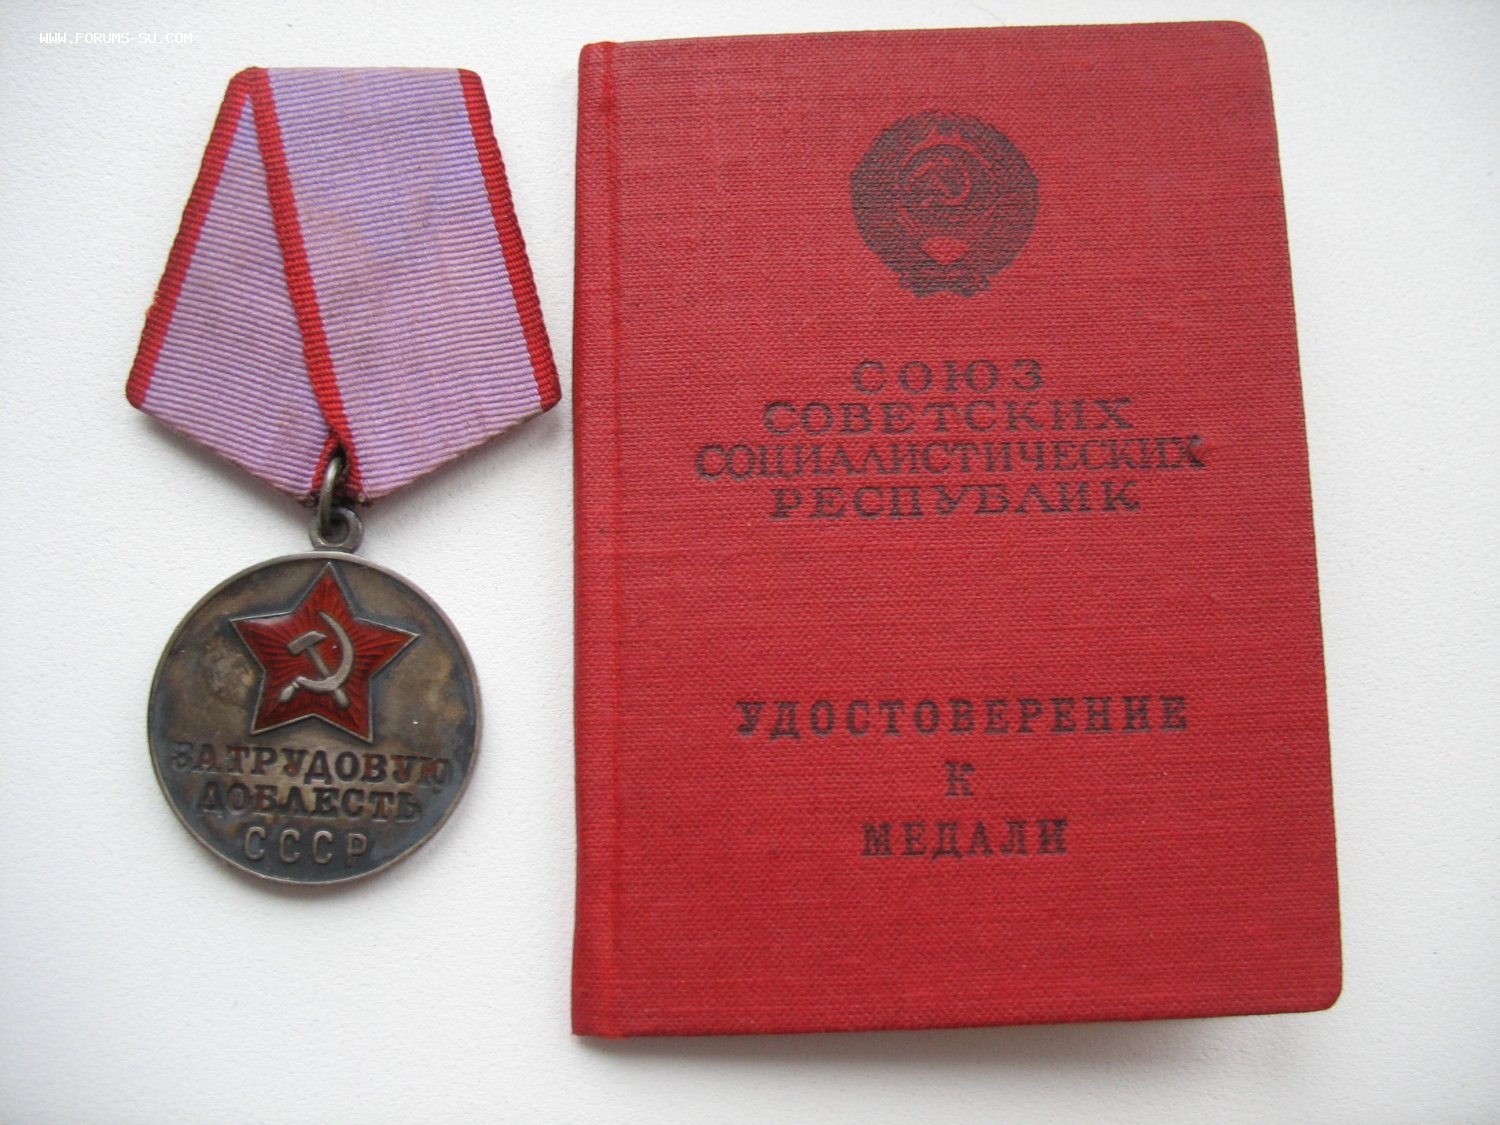 WWW.FORUMS-SU.COM
ЗА ТРУДОВУЮ
ДОБЛЕСТЬ
СССР
СОЮЗ
СОВЕТСКИХ
СОЦИАЛИСТИЧЕСКИХ
РЕСПУБЛИК
УДОСТОВЕРЕНИЕ
К
МЕДАЛИ